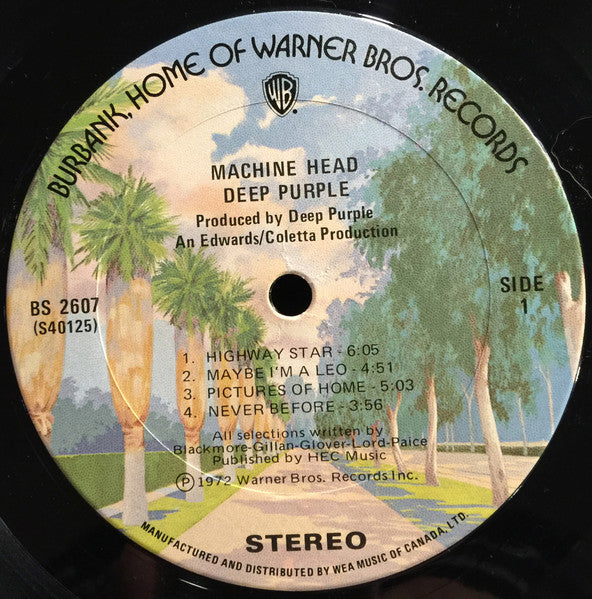 BURBANK, HOME OF WARNER BROS. RECORDS
WB
MACHINE HEAD
DEEP PURPLE
Produced by Deep Purple
An Edwards/Coletta Production
BS 2607
(S40125)
SIDE
1
1. HIGHWAY STAR - 6:05
2. MAYBE I'M A LEO - 4:51
3. PICTURES OF HOME - 5:03
4. NEVER BEFORE - 3:56
All selections written by
Blackmore-Gillan-Glover-Lord-Paice
Published by HEC Music
Ⓟ 1972 Warner Bros. Records Inc.
STEREO
MANUFACTURED AND DISTRIBUTED BY WEA MUSIC OF CANADA, LTD.